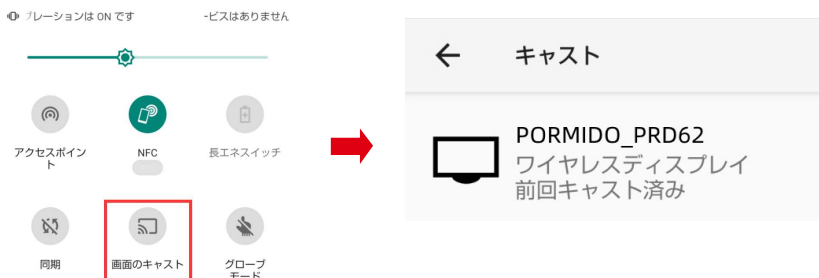 ブレーションは ON です
-ビスはありません
アクセスポイン
ト
NFC
長エネスイッチ
同期
画面のキャスト
グローブ
モード
キャスト
PORMIDO_PRD62
ワイヤレスディスプレイ
前回キャスト済み